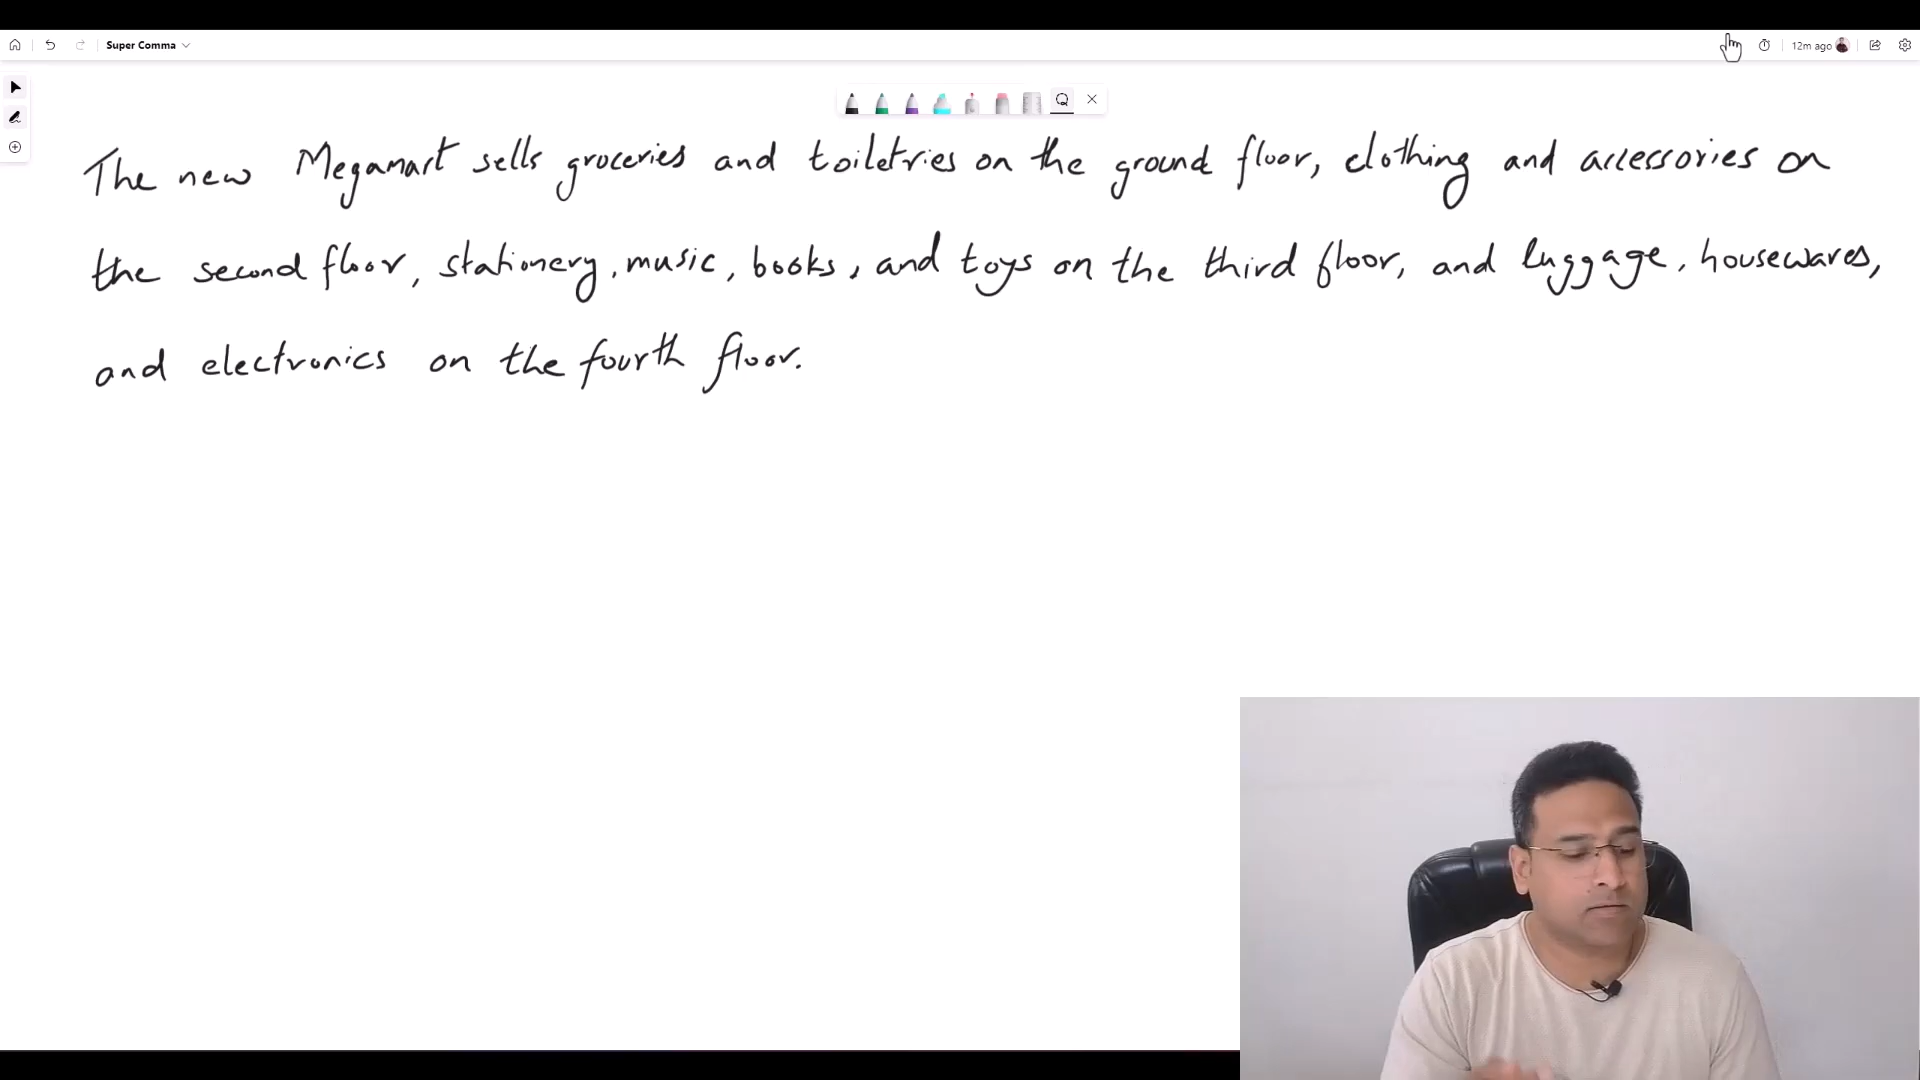 Super Comma
12m ago
The new Megamart sells groceries and toiletries on the ground floor, clothing and accessories on
the second floor, stationery, music, books, and toys on the third floor, and luggage, housewares,
and electronics on the fourth floor.